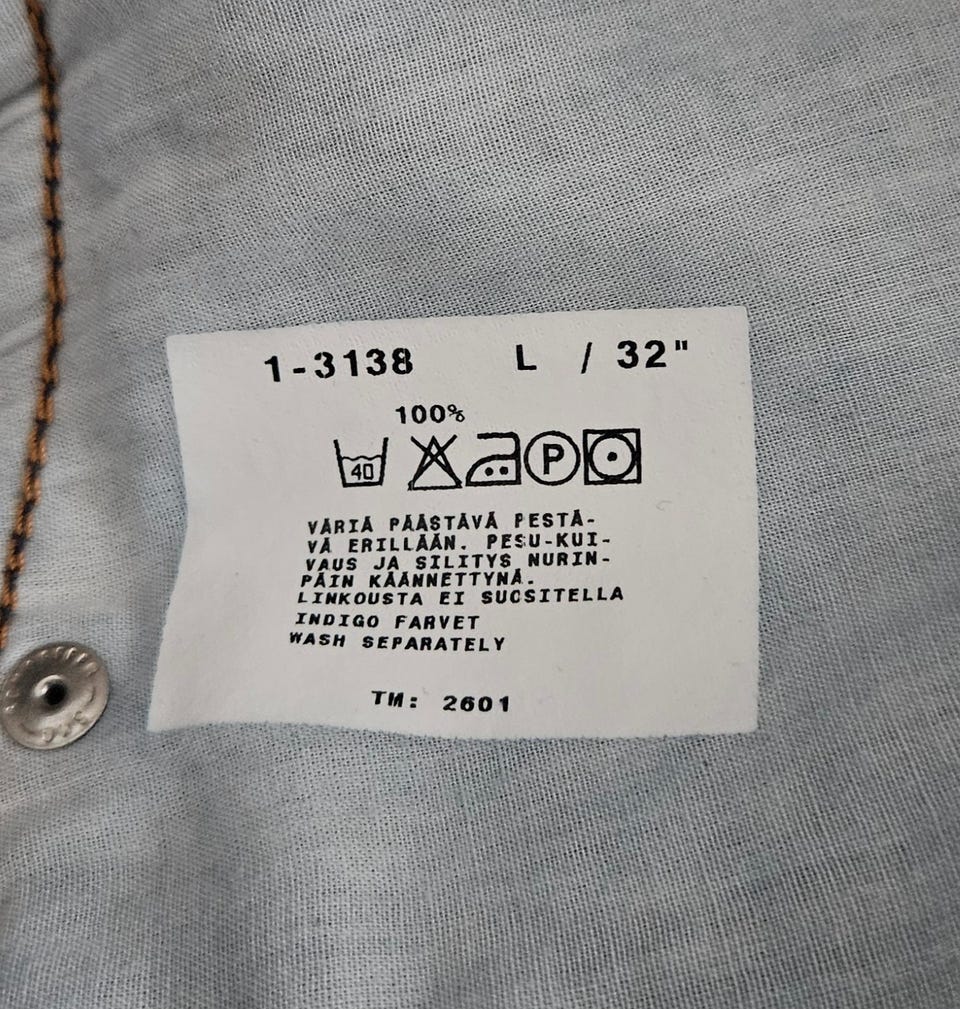 1-3138 L / 32"
100%
40 P
VÄRIÄ PÄÄSTÄVÄ PESTÄ-
VÄ ERILLÄÄN. PESU-KUI-
VAUS JA SILITYS NURIN-
PÄIN KÄÄNNETTYNÄ.
LINKOUSTA EI SUOSITELLA
INDIGO FARVET
WASH SEPARATELY
TM: 2601